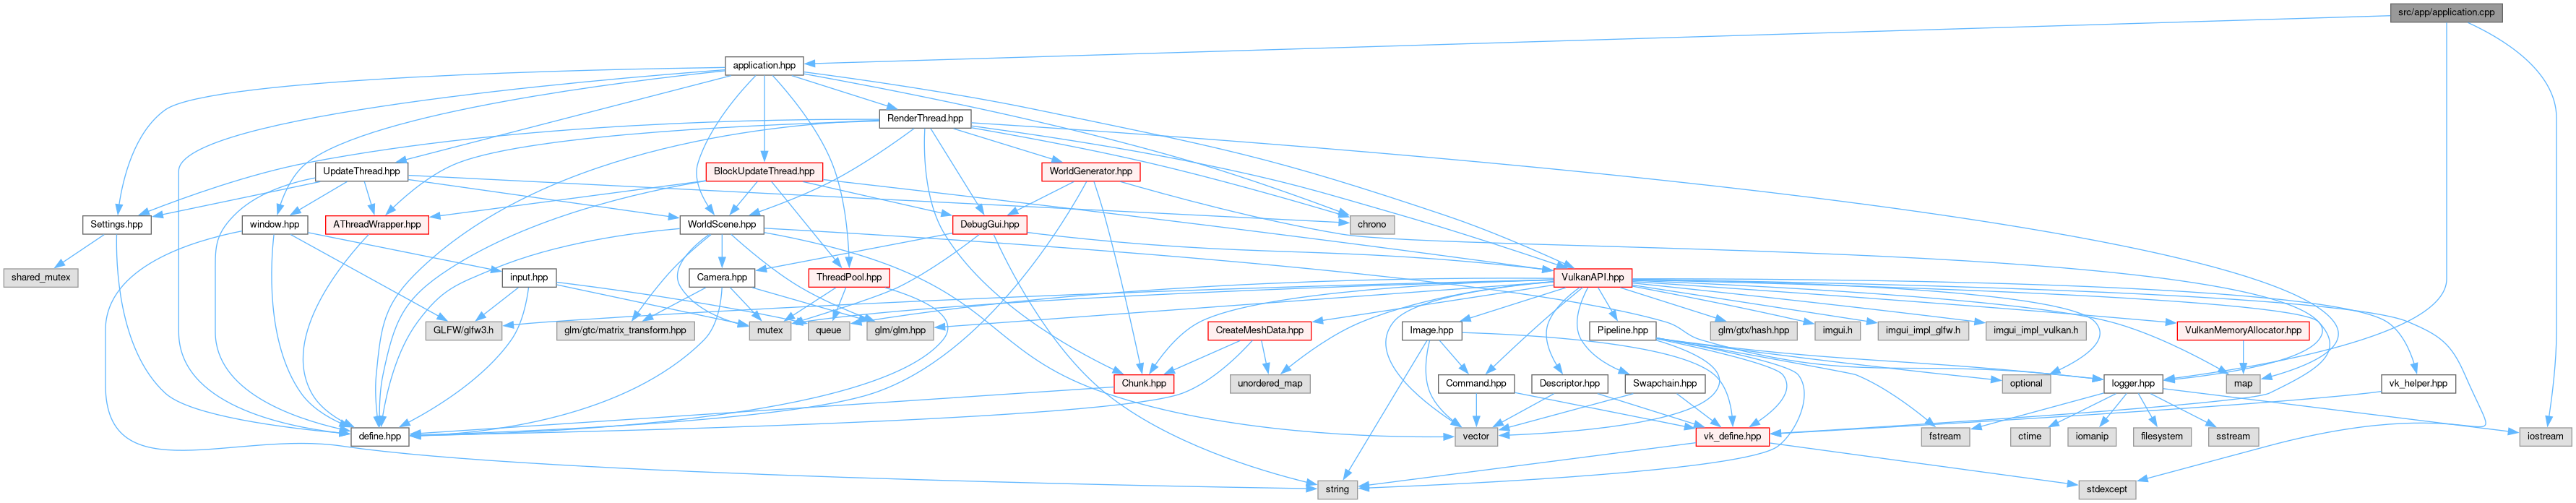 src/app/application.cpp
application.hpp
RenderThread.hpp
UpdateThread.hpp
BlockUpdateThread.hpp
WorldGenerator.hpp
Settings.hpp
window.hpp
AThreadWrapper.hpp
WorldScene.hpp
DebugGui.hpp
chrono
shared_mutex
input.hpp
Camera.hpp
ThreadPool.hpp
VulkanAPI.hpp
GLFW/glfw3.h
glm/gtc/matrix_transform.hpp
mutex
queue
glm/glm.hpp
CreateMeshData.hpp
Image.hpp
Pipeline.hpp
glm/gtx/hash.hpp
imgui.h
imgui_impl_glfw.h
imgui_impl_vulkan.h
VulkanMemoryAllocator.hpp
Chunk.hpp
unordered_map
Command.hpp
Descriptor.hpp
Swapchain.hpp
optional
logger.hpp
map
vk_helper.hpp
define.hpp
vector
vk_define.hpp
fstream
ctime
iomanip
filesystem
sstream
iostream
string
stdexcept